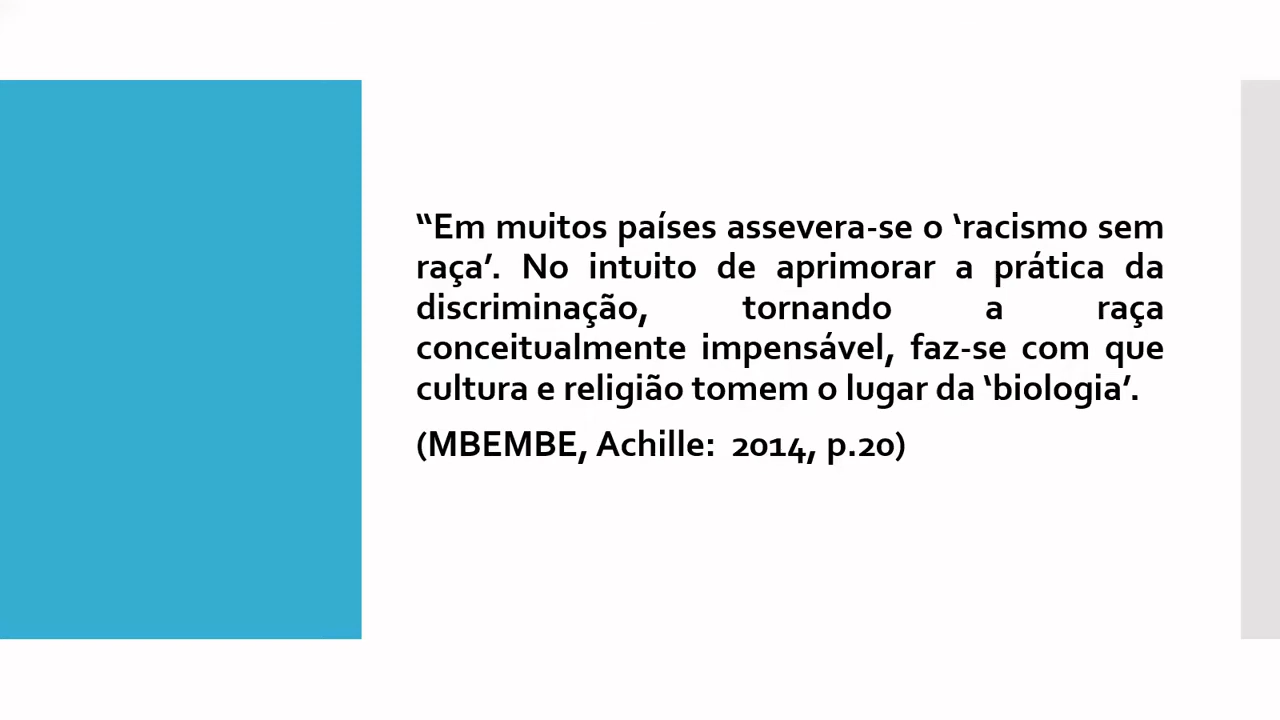 “Em muitos países assevera-se o ‘racismo sem
raça’. No intuito de aprimorar a prática da
discriminação, tornando a raça
conceitualmente impensável, faz-se com que
cultura e religião tomem o lugar da ‘biologia’.
(MBEMBE, Achille: 2014, p.20)